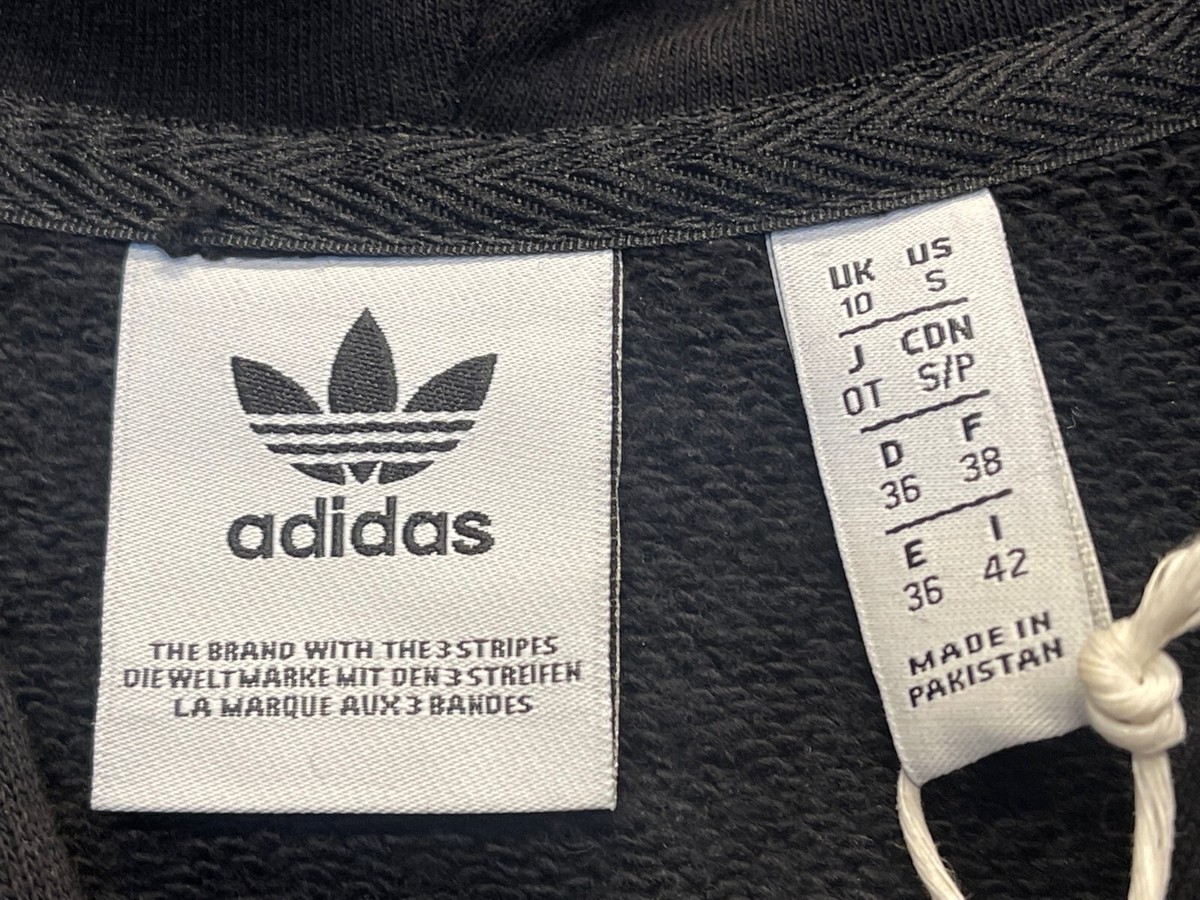 adidas
THE BRAND WITH THE 3 STRIPES
DIE WELTMARKE MIT DEN 3 STREIFEN
LA MARQUE AUX 3 BANDES
UK US
10 S
J CDN
OT S/P
D F
36 38
E I
36 42
MADE IN
PAKISTAN